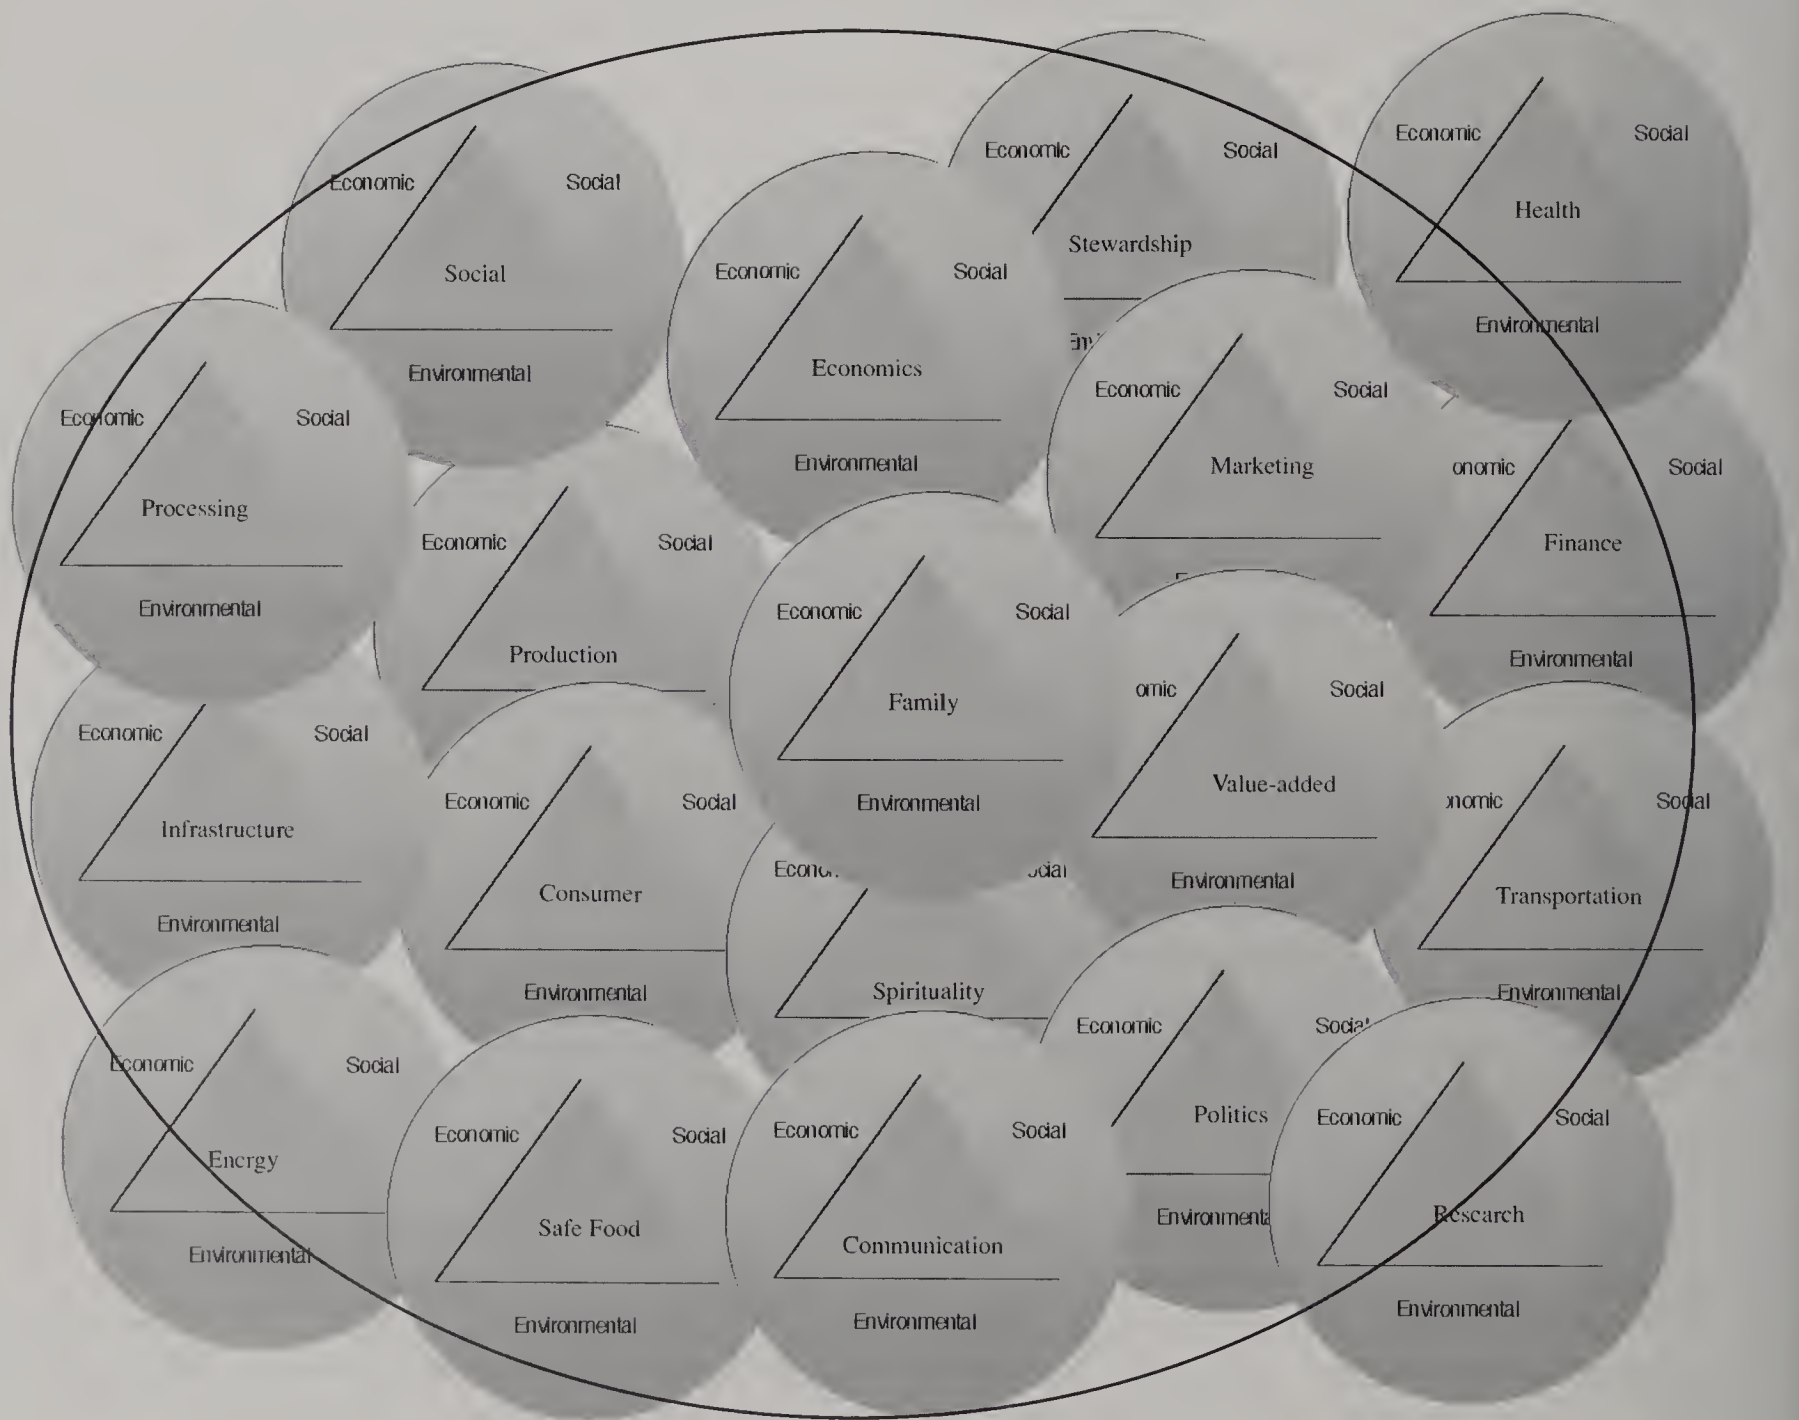 Economic
Social
Social
Environmental
Economic
Social
Stewardship
Economic
Social
Health
Environmental
Economic
Social
Economics
Environmental
Economic
Social
Marketing
Economic
Social
Processing
Environmental
Economic
Social
Production
onomic
Social
Finance
Environmental
Economic
Social
Family
Environmental
omic
Social
Value-added
Environmental
Economic
Social
Infrastructure
Environmental
Economic
Social
Consumer
Environmental
Spirituality
nomic
Social
Transportation
Environmental
Economic
Social
Energy
Environmental
Economic
Social
Safe Food
Environmental
Economic
Social
Communication
Environmental
Economic
Social
Politics
Environmenta
Economic
Social
Research
Environmental